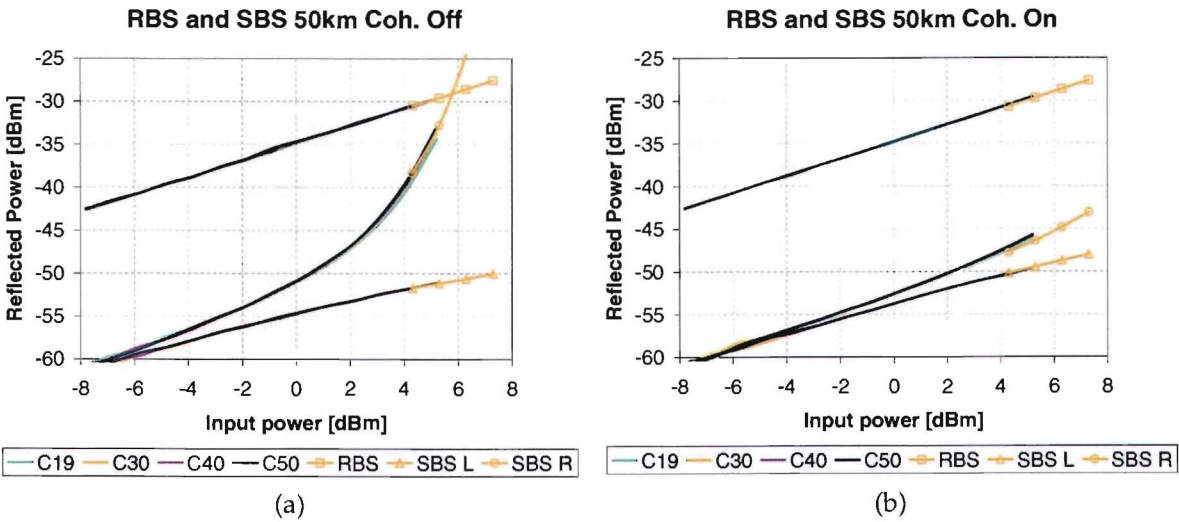 RBS and SBS 50km Coh. Off
Reflected Power [dBm]
-25
-30
-35
-40
-45
-50
-55
-60
-8 -6 -4 -2 0 2 4 6 8
Input power [dBm]
C19 C30 C40 C50 RBS SBS L SBS R
(a)
RBS and SBS 50km Coh. On
Reflected Power [dBm]
-25
-30
-35
-40
-45
-50
-55
-60
-8 -6 -4 -2 0 2 4 6 8
Input power [dBm]
C19 C30 C40 C50 RBS SBS L SBS R
(b)